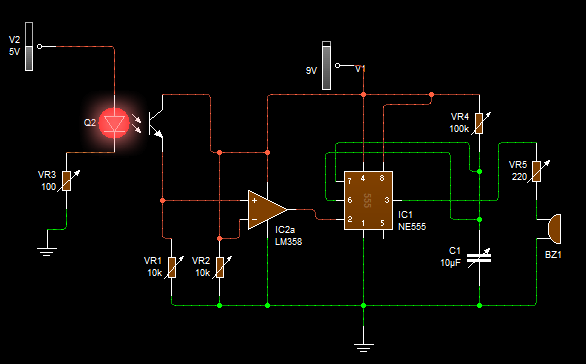 V2
5V
9V
V1
Q2
VR4
100k
VR3
100
7
4
8
555
6
3
2
1
5
IC1
NE555
VR5
220
+
−
IC2a
LM358
VR1
10k
VR2
10k
C1
10µF
BZ1